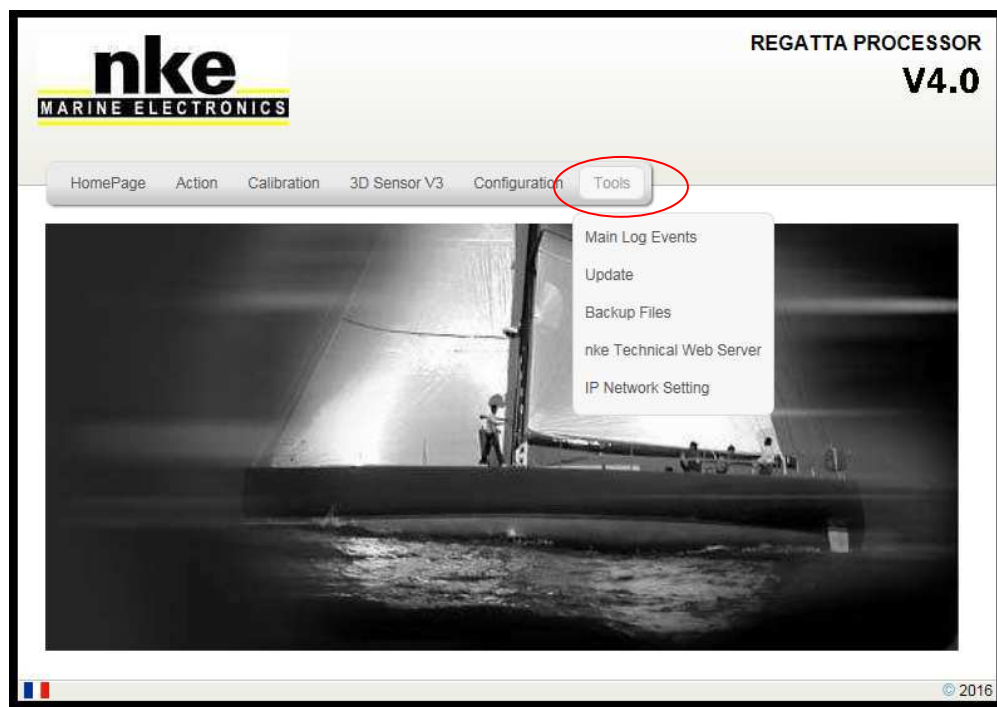 nke
MARINE ELECTRONICS
REGATTA PROCESSOR
V4.0
HomePage Action Calibration 3D Sensor V3 Configuration Tools
Main Log Events
Update
Backup Files
nke Technical Web Server
IP Network Setting
© 2016